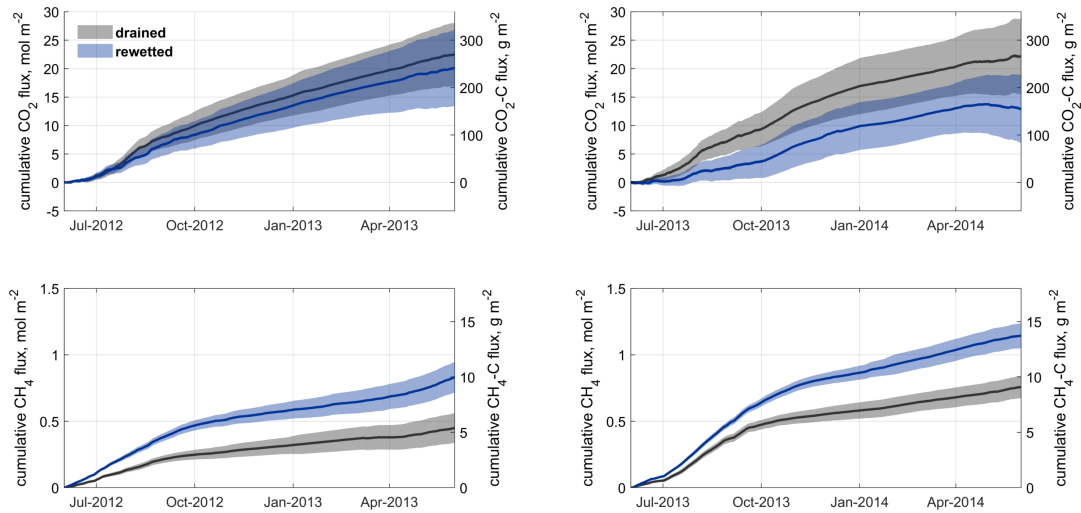 30
25
20
15
10
5
0
-5
cumulative CO2 flux, mol m-2
drained
rewetted
300
200
100
0
cumulative CO2-C flux, g m-2
Jul-2012
Oct-2012
Jan-2013
Apr-2013
30
25
20
15
10
5
0
-5
cumulative CO2 flux, mol m-2
300
200
100
0
cumulative CO2-C flux, g m-2
Jul-2013
Oct-2013
Jan-2014
Apr-2014
1.5
1
0.5
0
cumulative CH4 flux, mol m-2
15
10
5
0
cumulative CH4-C flux, g m-2
Jul-2012
Oct-2012
Jan-2013
Apr-2013
1.5
1
0.5
0
cumulative CH4 flux, mol m-2
15
10
5
0
cumulative CH4-C flux, g m-2
Jul-2013
Oct-2013
Jan-2014
Apr-2014